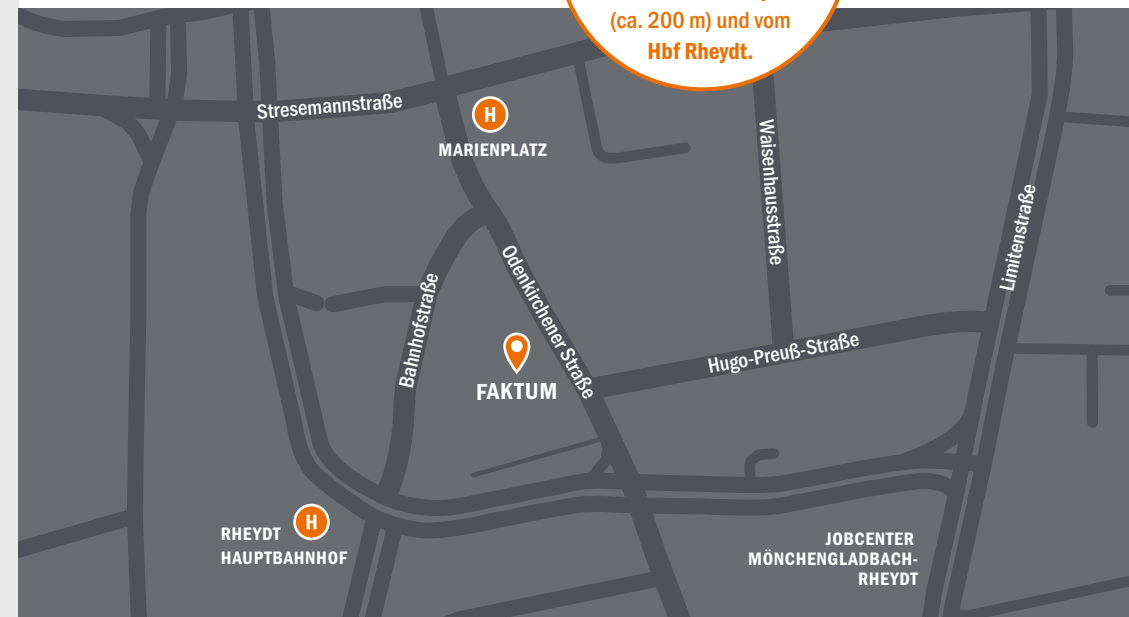 (ca. 200 m) und vom
Hbf Rheydt.
Stresemannstraße
H
MARIENPLATZ
Waisenhausstraße
Limitenstraße
Odenkirchener Straße
Bahnhofstraße
Hugo-Preuß-Straße
FAKTUM
H
RHEYDT
HAUPTBAHNHOF
JOBCENTER
MÖNCHENGLADBACH-
RHEYDT